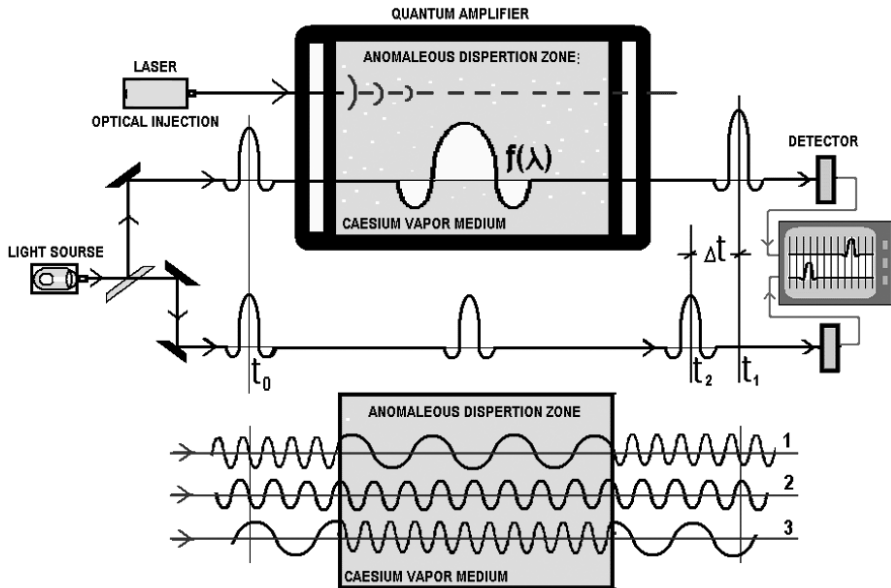 QUANTUM AMPLIFIER
ANOMALEOUS DISPERTION ZONE:
LASER
OPTICAL INJECTION
f(λ)
DETECTOR
CAESIUM VAPOR MEDIUM
LIGHT SOURSE
Δt
t₀
t₂
t₁
ANOMALEOUS DISPERTION ZONE
1
2
3
CAESIUM VAPOR MEDIUM